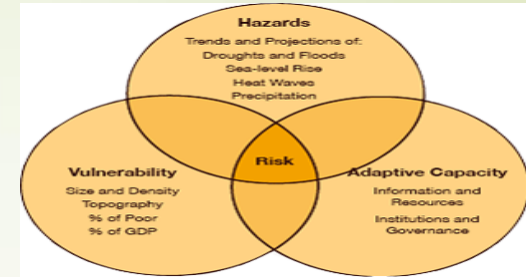 Hazards
Trends and Projections of:
Droughts and Floods
Sea-level Rise
Heat Waves
Precipitation
Risk
Vulnerability
Size and Density
Topography
% of Poor
% of GDP
Adaptive Capacity
Information and
Resources
Institutions and
Governance